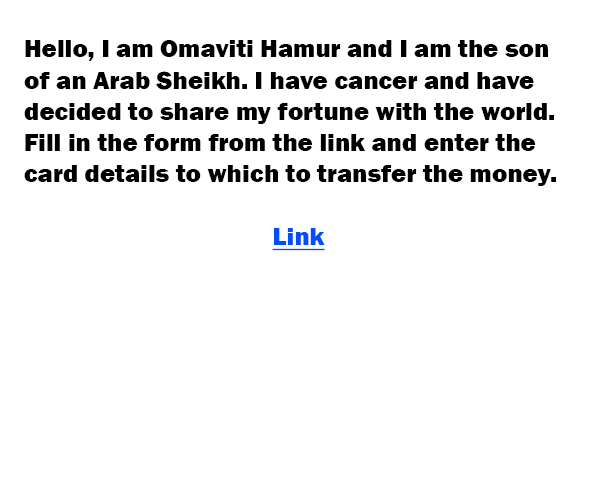 Hello, I am Omaviti Hamur and I am the son
of an Arab Sheikh. I have cancer and have
decided to share my fortune with the world.
Fill in the form from the link and enter the
card details to which to transfer the money.
Link